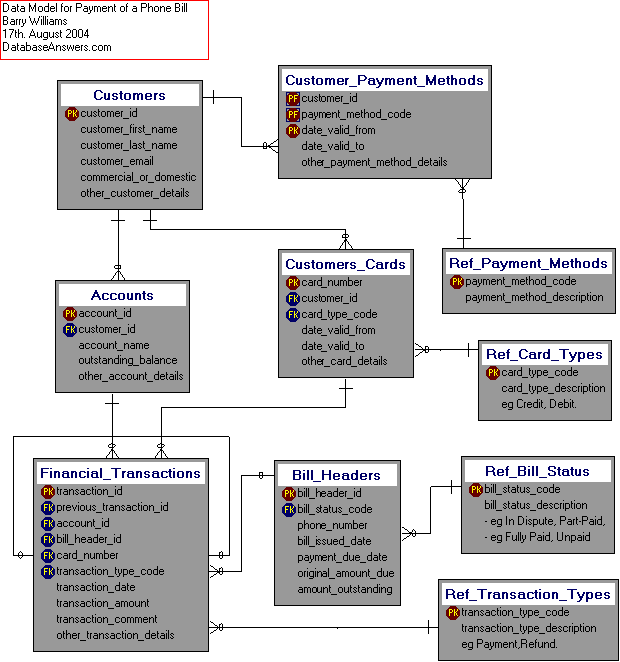 Data Model for Payment of a Phone Bill
Barry Williams
17th. August 2004
DatabaseAnswers.com
Customers
PK customer_id
customer_first_name
customer_last_name
customer_email
commercial_or_domestic
other_customer_details
Customer_Payment_Methods
PF customer_id
PF payment_method_code
PK date_valid_from
date_valid_to
other_payment_method_details
Accounts
PK account_id
FK customer_id
account_name
outstanding_balance
other_account_details
Customers_Cards
PK card_number
FK customer_id
FK card_type_code
date_valid_from
date_valid_to
other_card_details
Ref_Payment_Methods
PK payment_method_code
payment_method_description
Ref_Card_Types
PK card_type_code
card_type_description
eg Credit, Debit.
Financial_Transactions
PK transaction_id
FK previous_transaction_id
FK account_id
FK bill_header_id
FK card_number
FK transaction_type_code
transaction_date
transaction_amount
transaction_comment
other_transaction_details
Bill_Headers
PK bill_header_id
FK bill_status_code
phone_number
bill_issued_date
payment_due_date
original_amount_due
amount_outstanding
Ref_Bill_Status
PK bill_status_code
bill_status_description
- eg In Dispute, Part-Paid,
- eg Fully Paid, Unpaid
Ref_Transaction_Types
PK transaction_type_code
transaction_type_description
eg Payment,Refund.